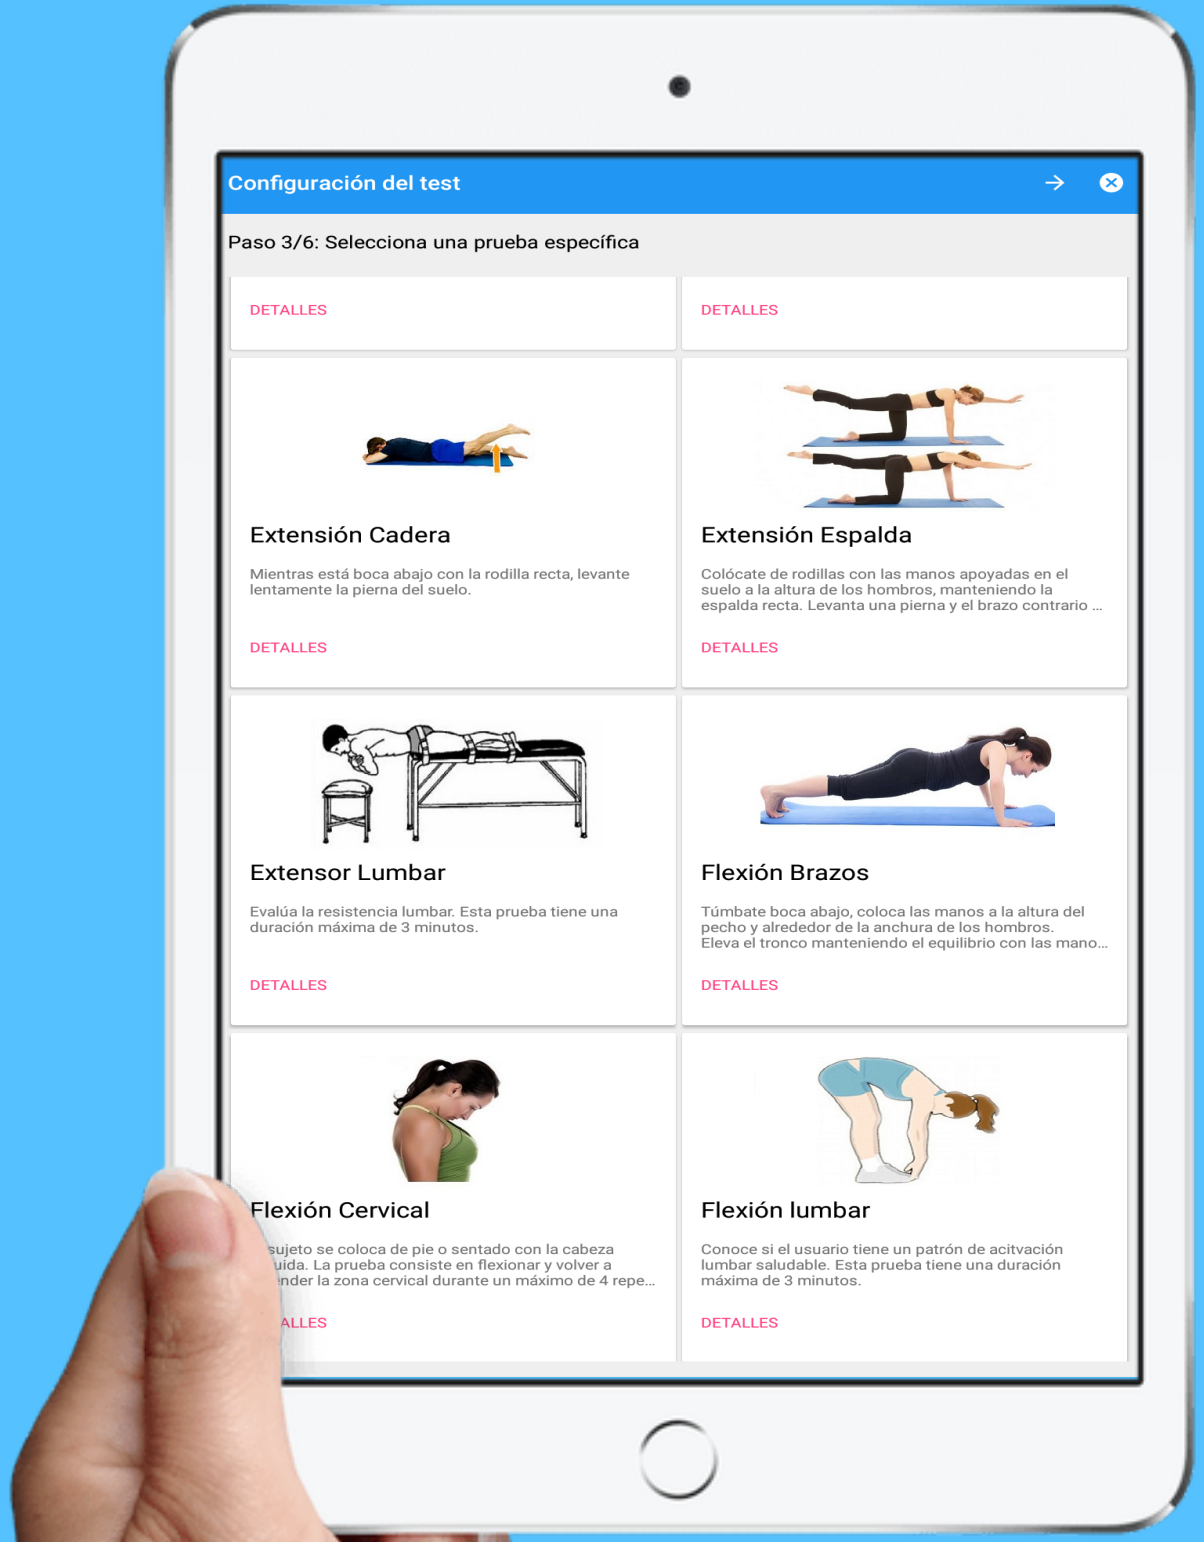 Configuración del test
Paso 3/6: Selecciona una prueba específica
DETALLES
DETALLES
Extensión Cadera
Mientras está boca abajo con la rodilla recta, levante
lentamente la pierna del suelo.
DETALLES
Extensión Espalda
Colócate de rodillas con las manos apoyadas en el
suelo a la altura de los hombros, manteniendo la
espalda recta. Levanta una pierna y el brazo contrario ...
DETALLES
Extensor Lumbar
Evalúa la resistencia lumbar. Esta prueba tiene una
duración máxima de 3 minutos.
DETALLES
Flexión Brazos
Túmbate boca abajo, coloca las manos a la altura del
pecho y alrededor de la anchura de los hombros.
Eleva el tronco manteniendo el equilibrio con las mano...
DETALLES
Flexión Cervical
sujeto se coloca de pie o sentado con la cabeza
La prueba consiste en flexionar y volver a
la zona cervical durante un máximo de 4 repe...
Flexión lumbar
Conoce si el usuario tiene un patrón de acitvación
lumbar saludable. Esta prueba tiene una duración
máxima de 3 minutos.
DETALLES